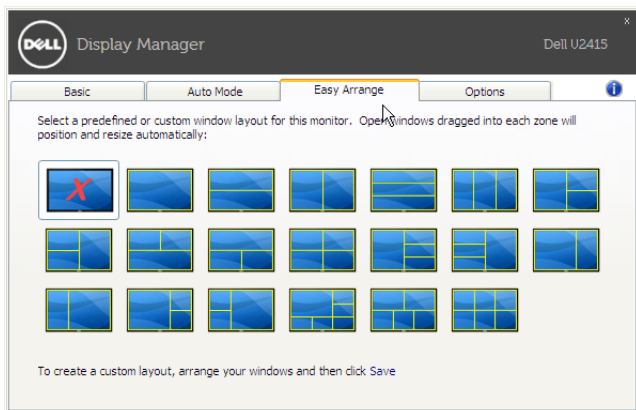 DELL Display Manager
Dell U2415
x
Basic
Auto Mode
Easy Arrange
Options
Select a predefined or custom window layout for this monitor. Open windows dragged into each zone will
position and resize automatically:
To create a custom layout, arrange your windows and then click Save